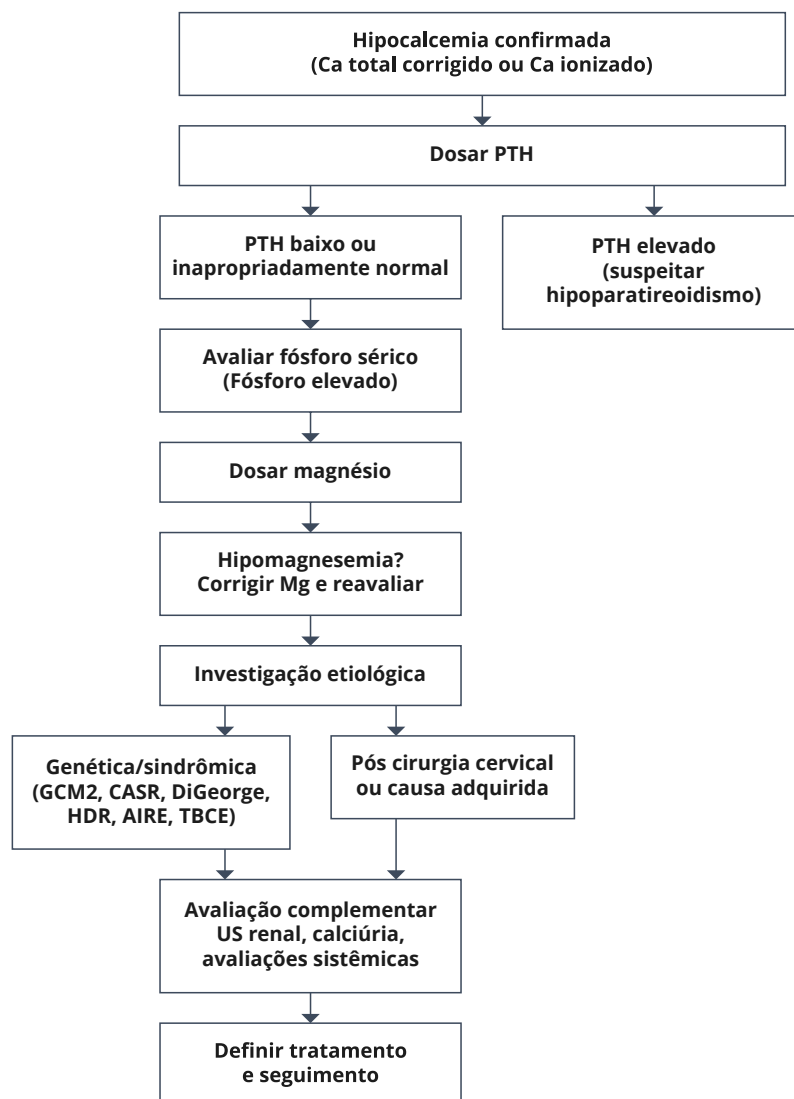 Hipocalcemia confirmada
(Ca total corrigido ou Ca ionizado)
Dosar PTH
PTH baixo ou
inapropriadamente normal
PTH elevado
(suspeitar
hipoparatireoidismo)
Avaliar fósforo sérico
(Fósforo elevado)
Dosar magnésio
Hipomagnesemia?
Corrigir Mg e reavaliar
Investigação etiológica
Genética/sindrômica
(GCM2, CASR, DiGeorge,
HDR, AIRE, TBCE)
Pós cirurgia cervical
ou causa adquirida
Avaliação complementar
US renal, calciúria,
avaliações sistêmicas
Definir tratamento
e seguimento